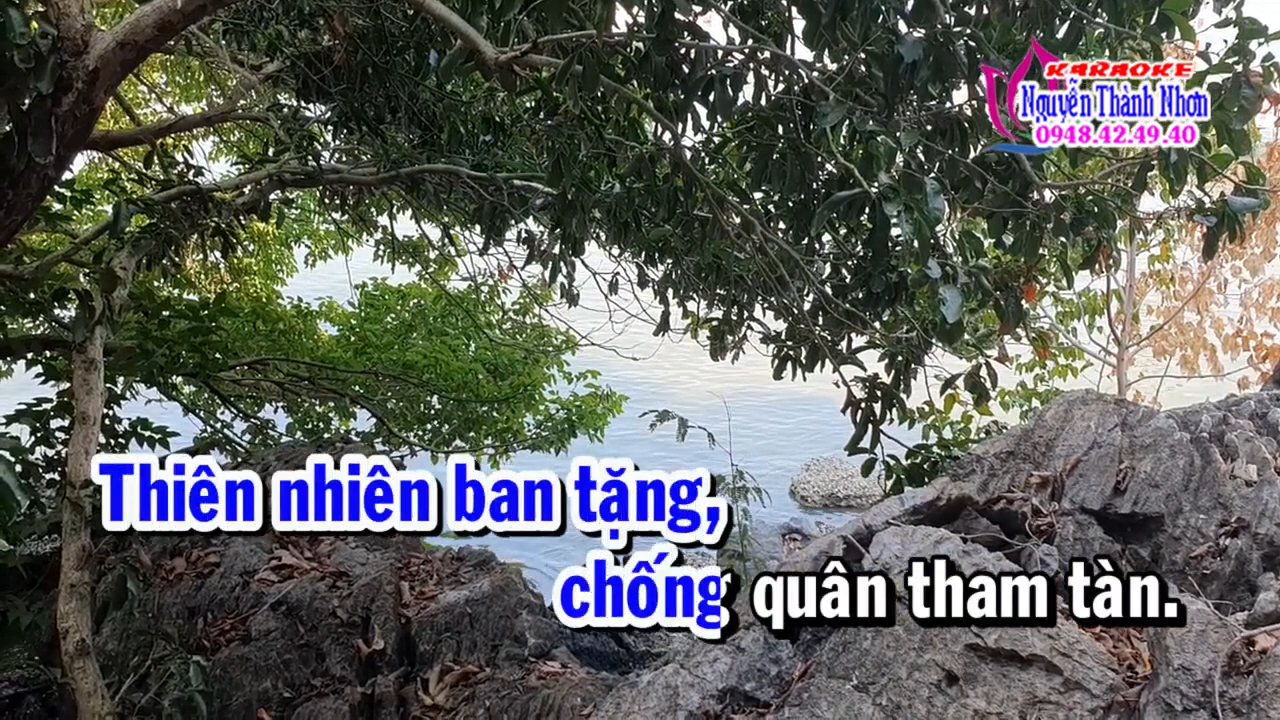 KARAOKE
Nguyễn Thành Nhơn
0948.42.49.40
Thiên nhiên ban tặng,
chống quân tham tàn.